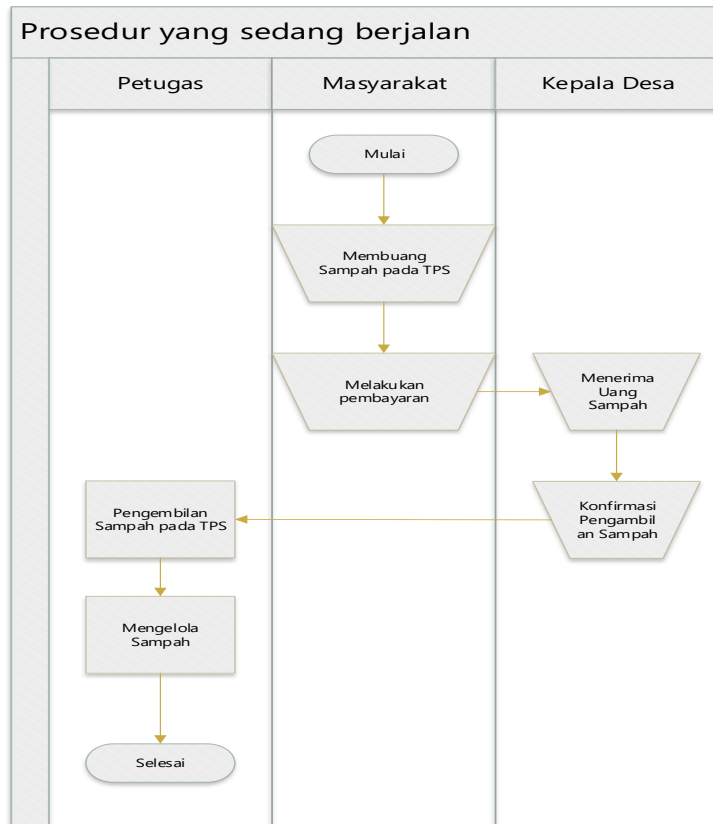 Prosedur yang sedang berjalan
Petugas
Masyarakat
Kepala Desa
Mulai
Membuang
Sampah pada TPS
Melakukan
pembayaran
Menerima
Uang
Sampah
Konfirmasi
Pengambil
an Sampah
Pengembilan
Sampah pada TPS
Mengelola
Sampah
Selesai